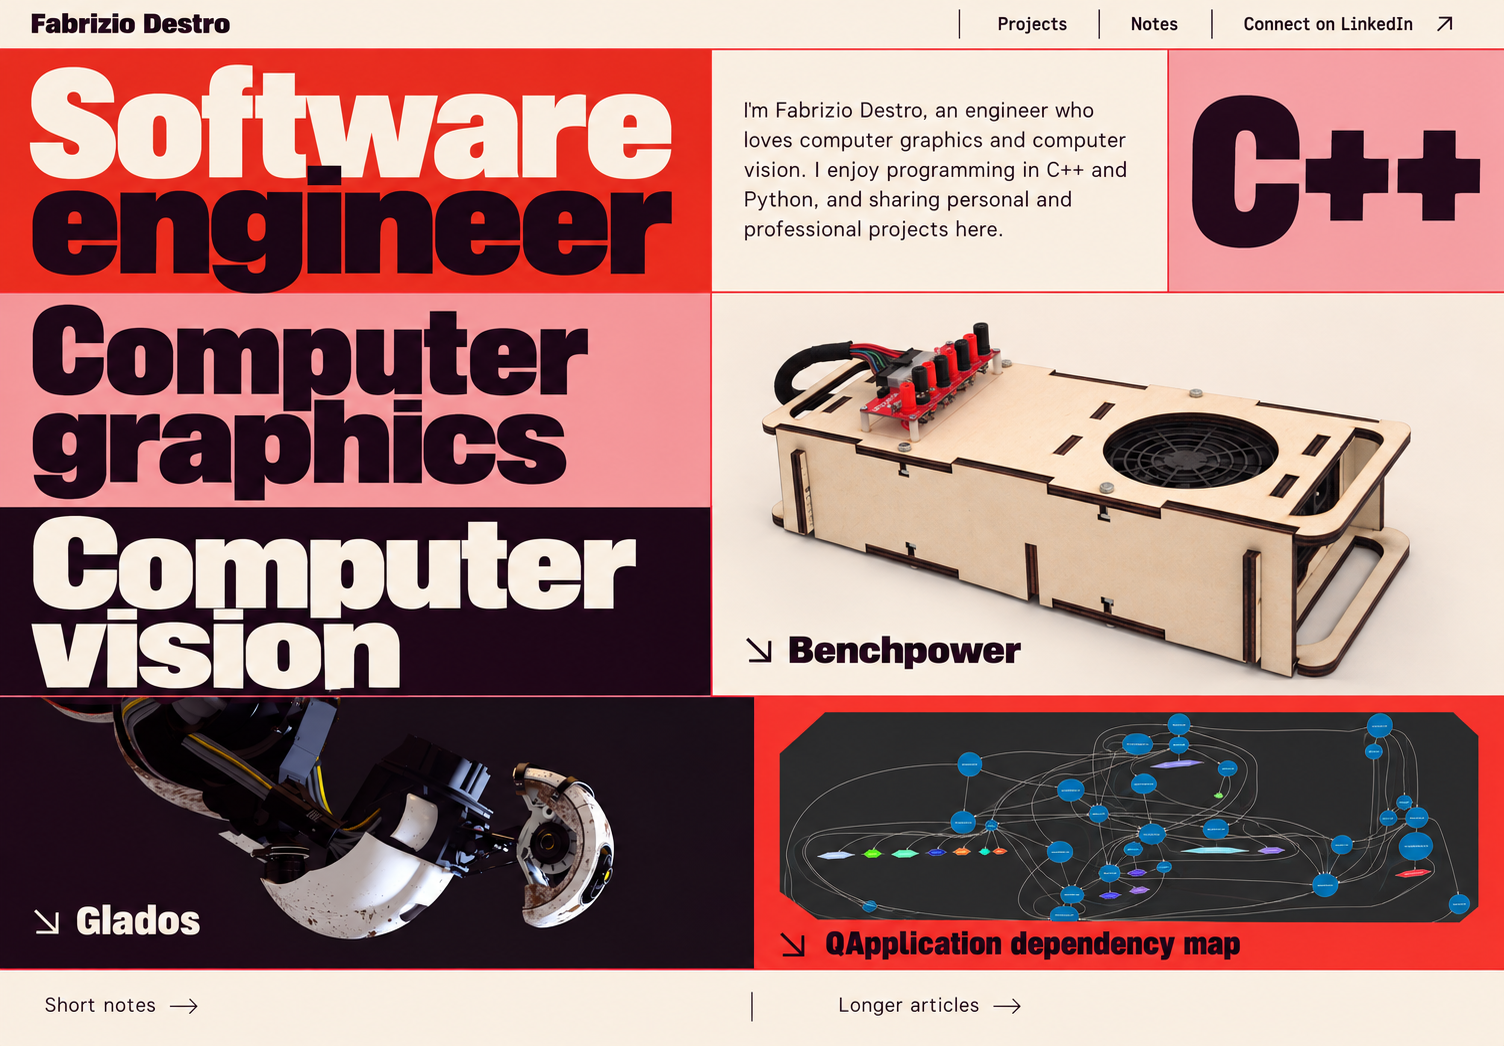 Fabrizio Destro
Projects
Notes
Connect on LinkedIn
Software
engineer
I'm Fabrizio Destro, an engineer who
loves computer graphics and computer
vision. I enjoy programming in C++ and
Python, and sharing personal and
professional projects here.
C++
Computer
graphics
Computer
vision
Benchpower
Glados
QApplication dependency map
Short notes
Longer articles